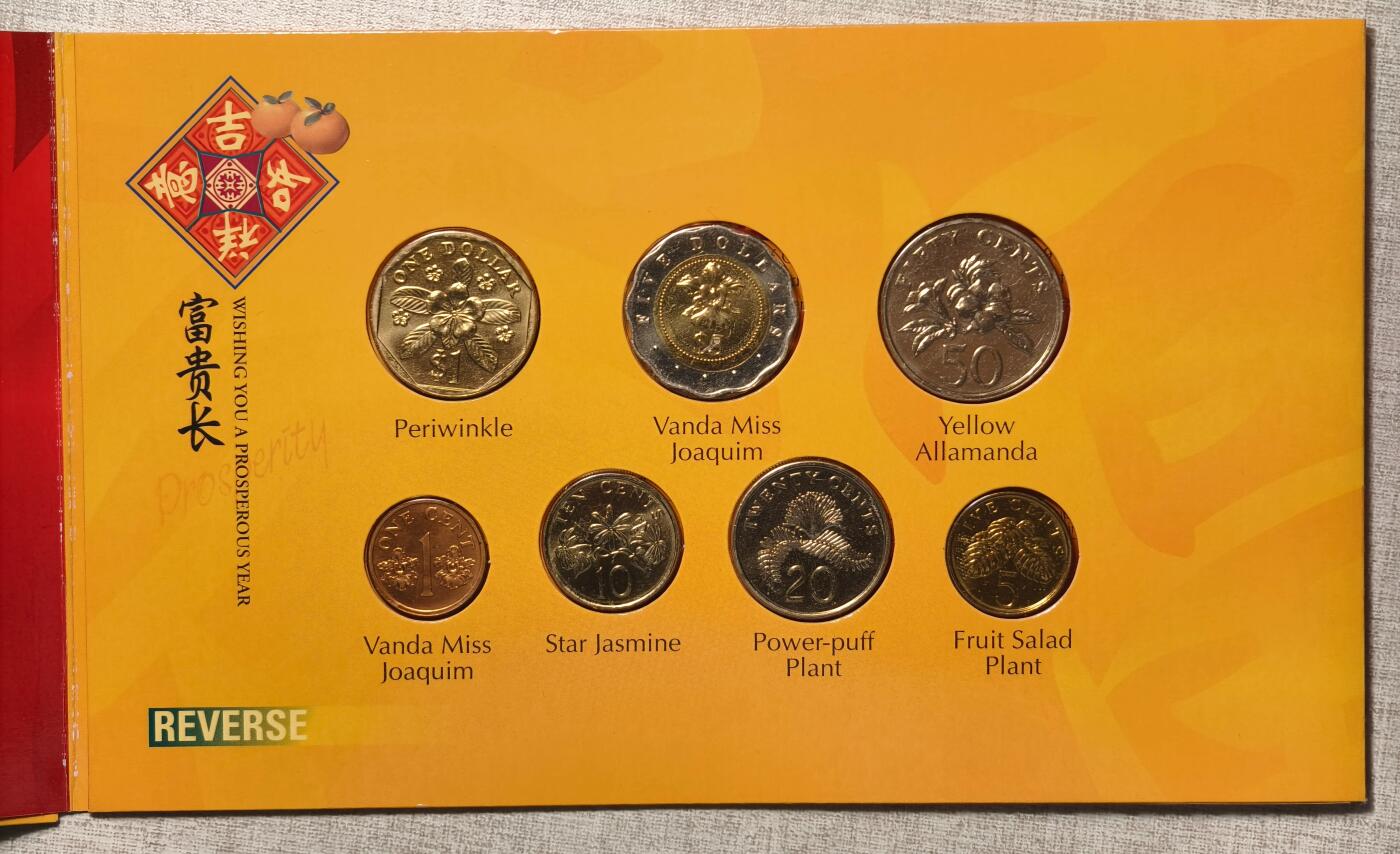 吉
祥
如
意
富贵长
WISHING YOU A PROSPEROUS YEAR
Prosperity
ONE DOLLAR
$1
Periwinkle
FIVE DOLLARS
Vanda Miss
Joaquim
FIFTY CENTS
50
Yellow
Allamanda
ONE CENT
1
Vanda Miss
Joaquim
TEN CENTS
10
Star Jasmine
TWENTY CENTS
20
Power-puff
Plant
FIVE CENTS
5
Fruit Salad
Plant
REVERSE